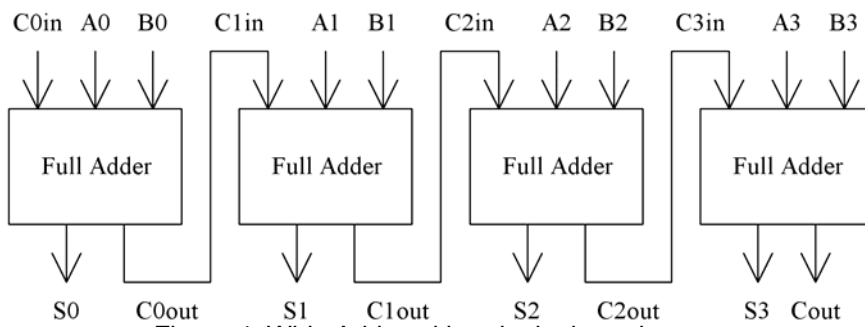 C0in A0 B0 C1in A1 B1 C2in A2 B2 C3in A3 B3
Full Adder Full Adder Full Adder Full Adder
S0 C0out S1 C1out S2 C2out S3 Cout